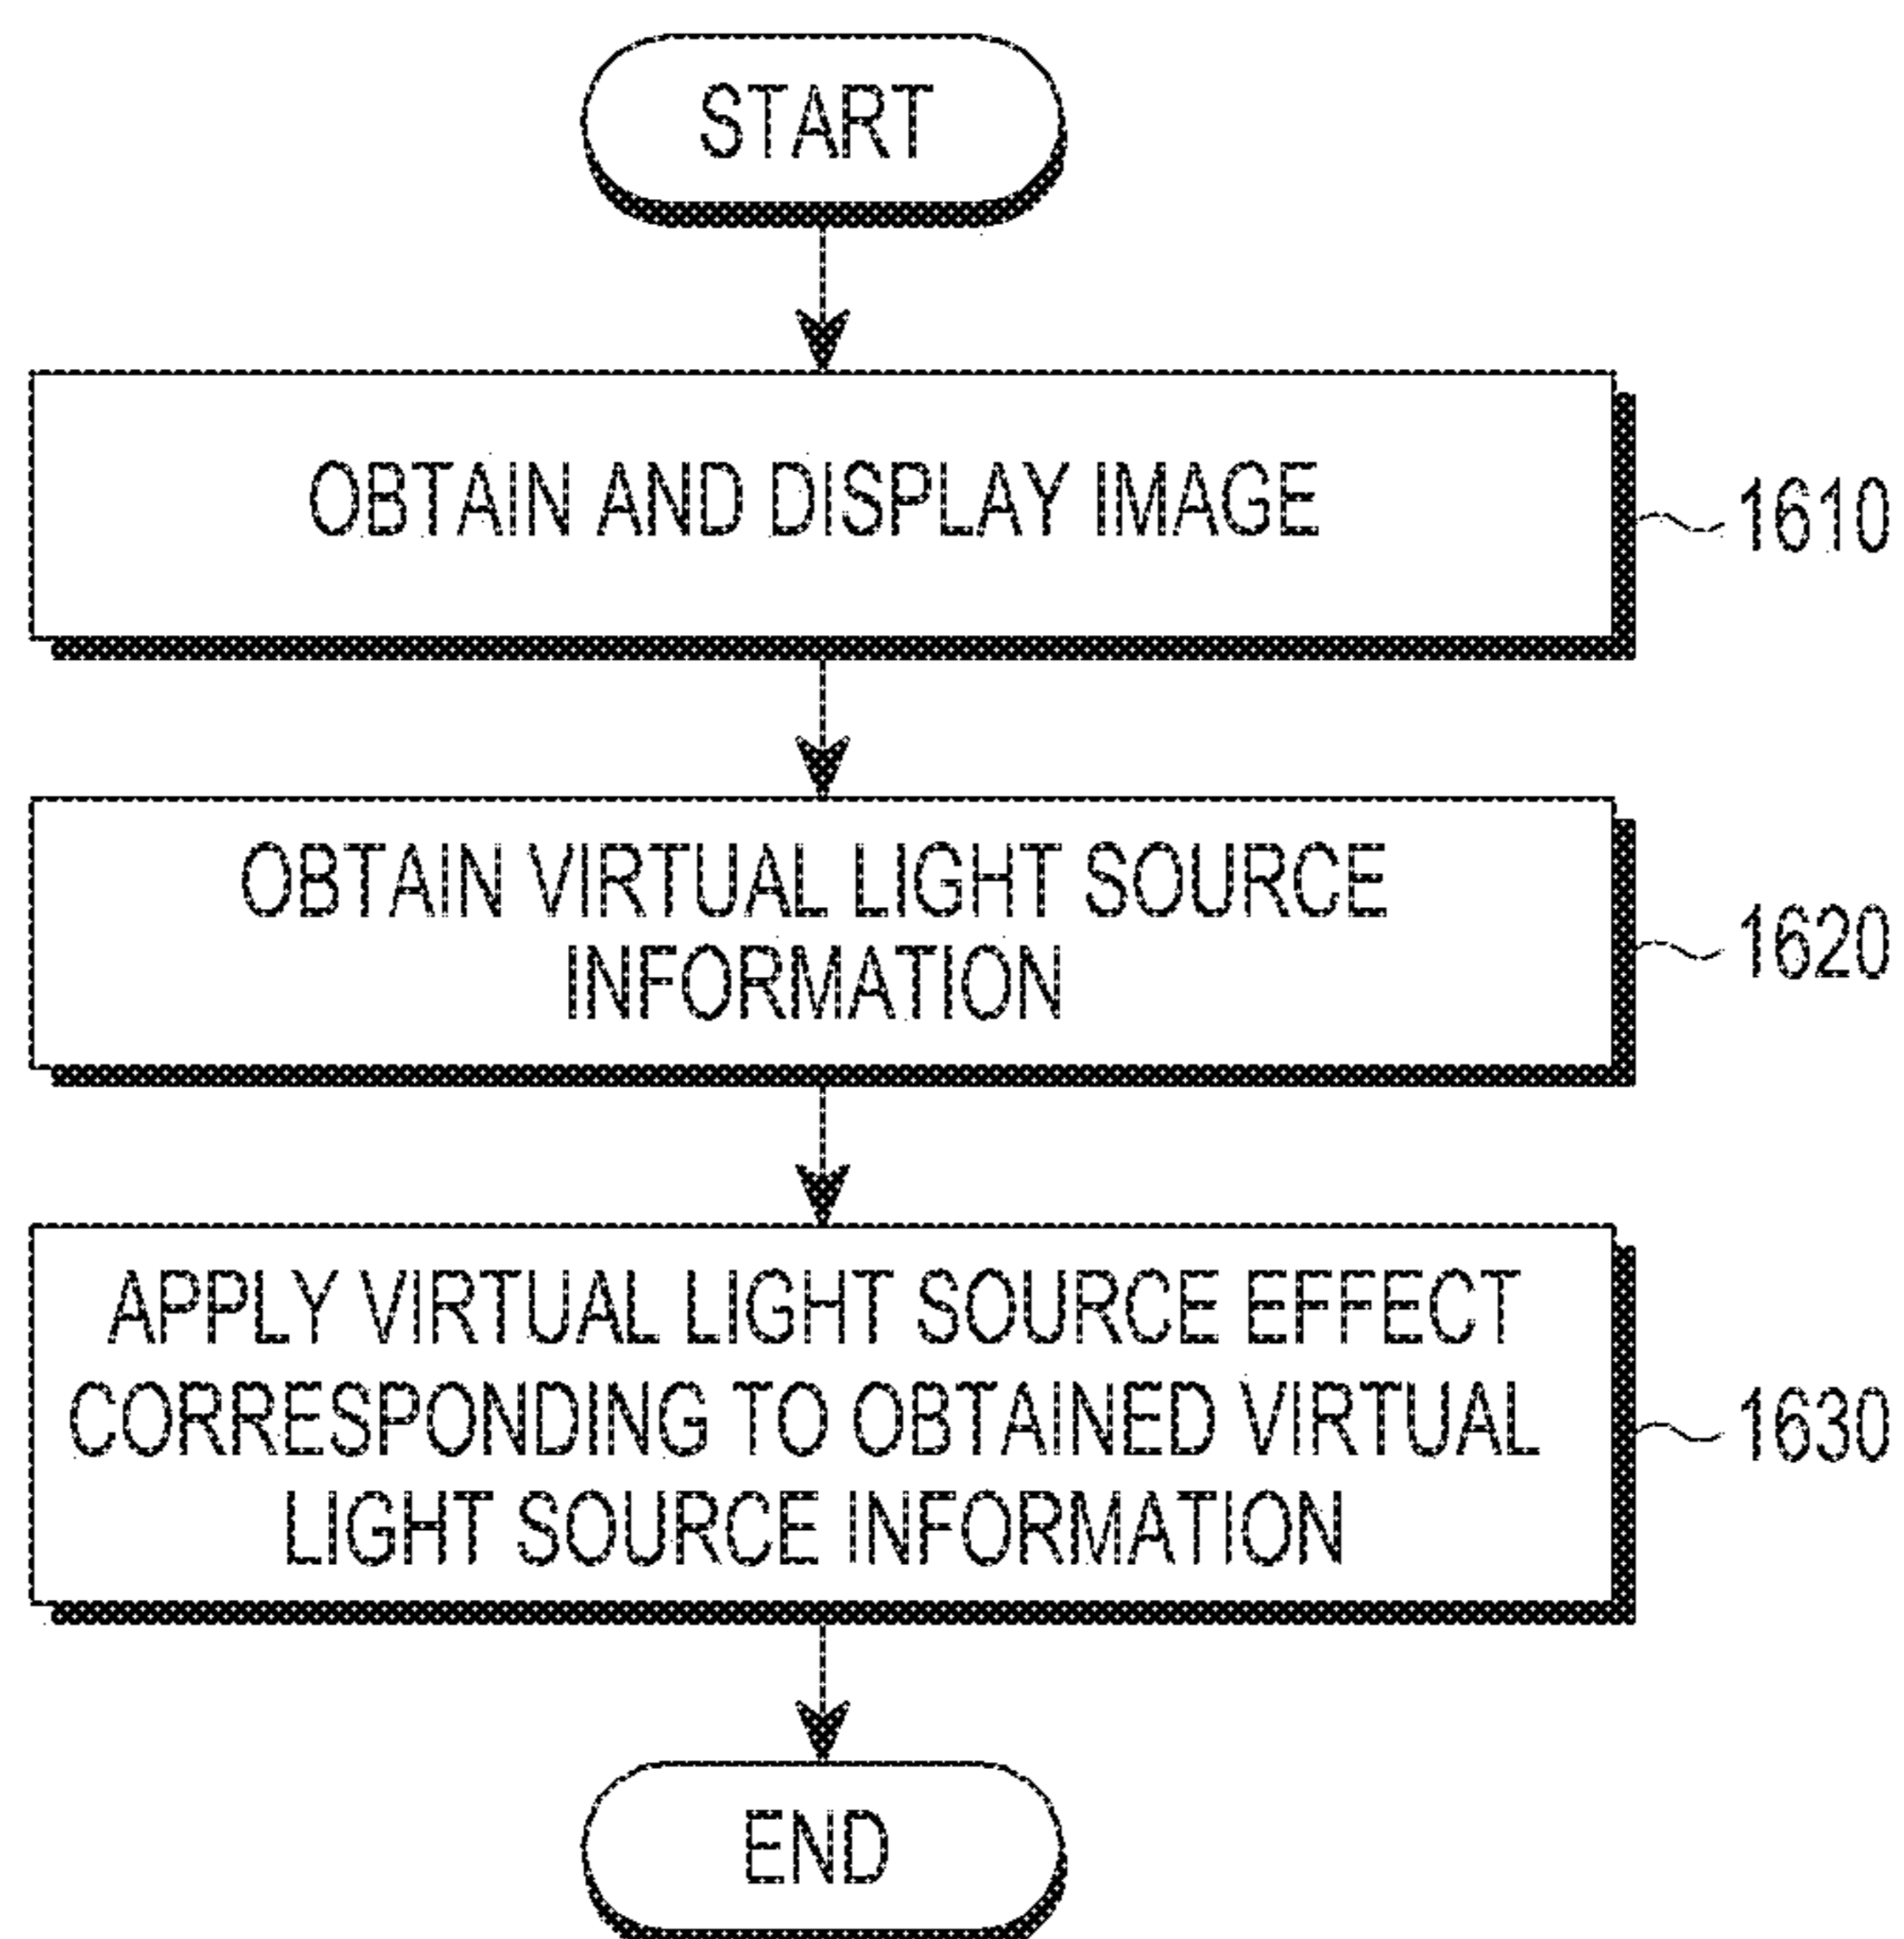 START
OBTAIN AND DISPLAY IMAGE
1610
OBTAIN VIRTUAL LIGHT SOURCE
INFORMATION
1620
APPLY VIRTUAL LIGHT SOURCE EFFECT
CORRESPONDING TO OBTAINED VIRTUAL
LIGHT SOURCE INFORMATION
1630
END